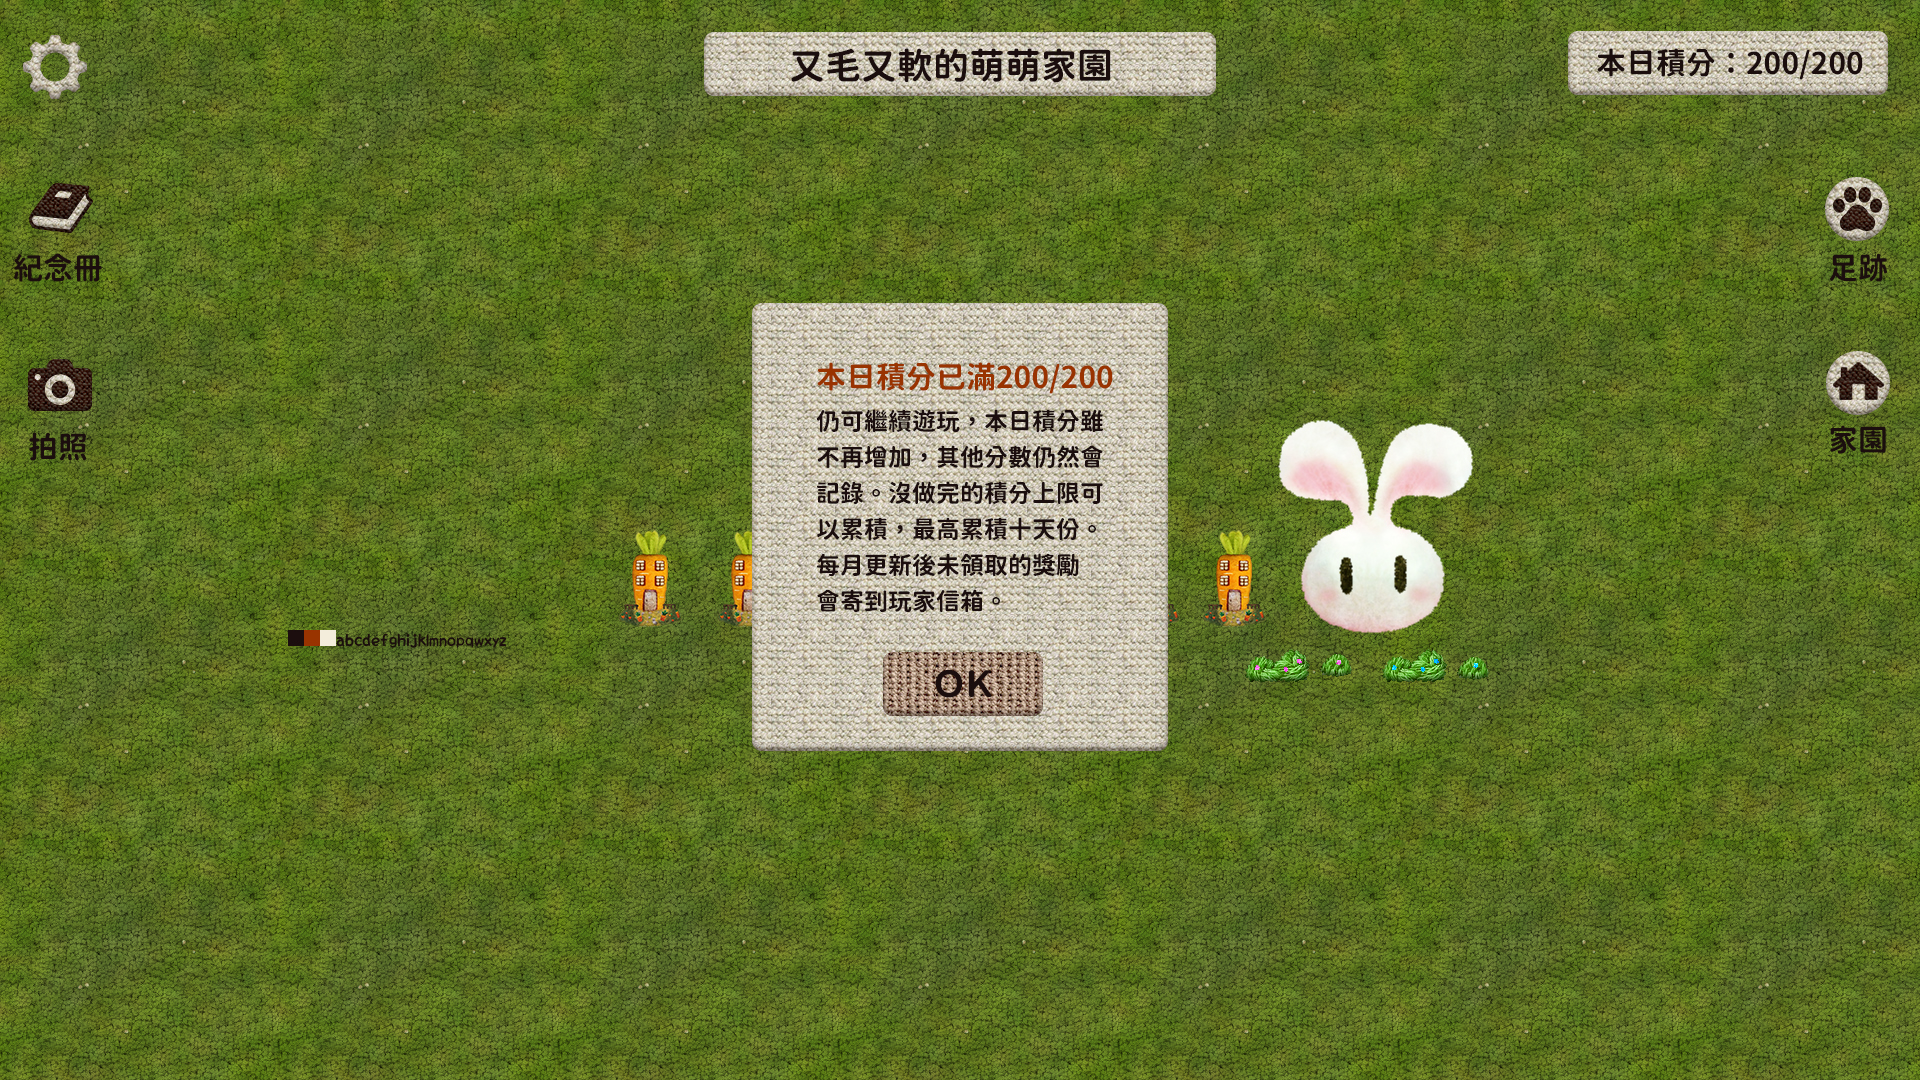 又毛又軟的萌萌家園
本日積分：200/200
紀念冊
足跡
拍照
家園
本日積分已滿200/200
仍可繼續遊玩，本日積分雖
不再增加，其他分數仍然會
記錄。沒做完的積分上限可
以累積，最高累積十天份。
每月更新後未領取的獎勵
會寄到玩家信箱。
OK
abcdefghijklmnopqwxyz